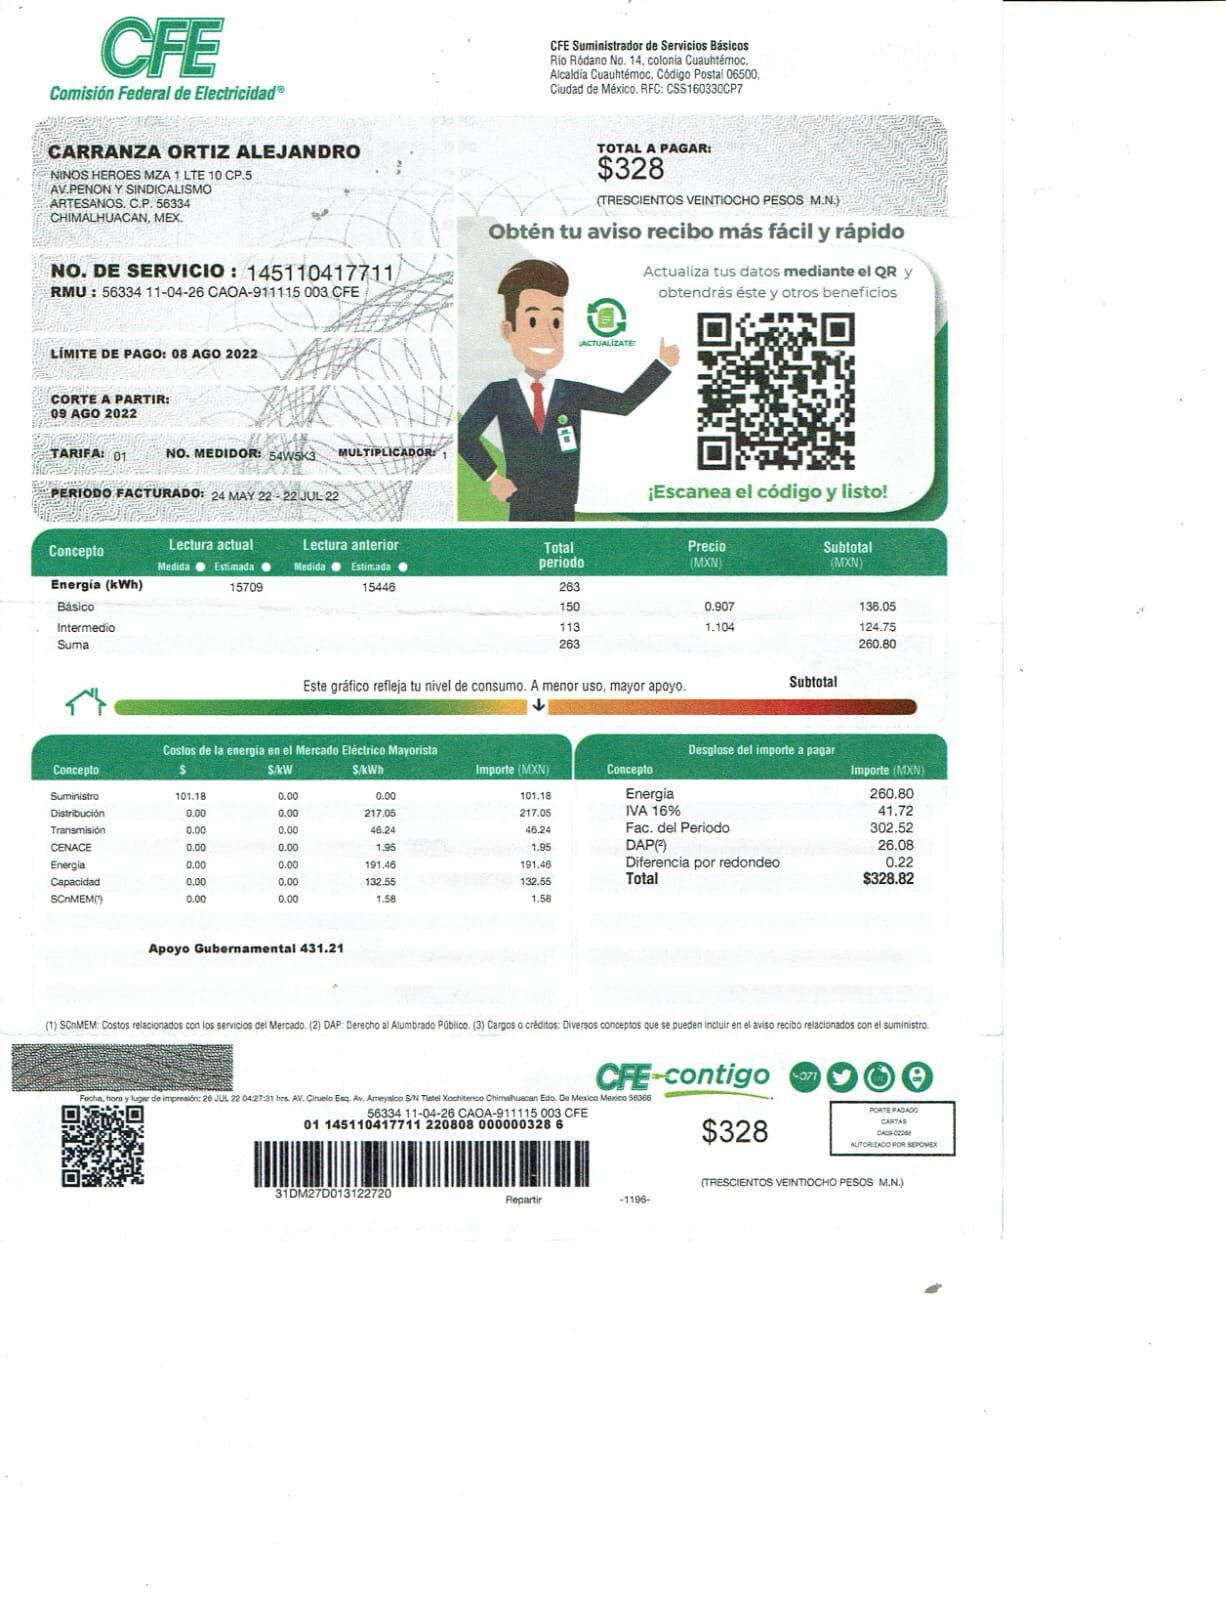 CFE
Comisión Federal de Electricidad®
CFE Suministrador de Servicios Básicos
Río Ródano No. 14, colonia Cuauhtémoc,
Alcaldía Cuauhtémoc, Código Postal 06500,
Ciudad de México. RFC: CSS160330CP7
CARRANZA ORTIZ ALEJANDRO
NINOS HEROES MZA 1 LTE 10 CP.5
AV.PENON Y SINDICALISMO
ARTESANOS. C.P. 56334
CHIMALHUACAN, MEX.
TOTAL A PAGAR:
$328
(TRESCIENTOS VEINTIOCHO PESOS M.N.)
NO. DE SERVICIO : 145110417711
RMU : 56334 11-04-26 CAOA-911115 003 CFE
LÍMITE DE PAGO: 08 AGO 2022
CORTE A PARTIR:
09 AGO 2022
TARIFA: 01 NO. MEDIDOR: 54W5K3 MULTIPLICADOR: 1
PERIODO FACTURADO: 24 MAY 22 - 22 JUL 22
Obtén tu aviso recibo más fácil y rápido
Actualiza tus datos mediante el QR y
obtendrás éste y otros beneficios
¡ACTUALÍZATE!
¡Escanea el código y listo!
Concepto Lectura actual Lectura anterior Total periodo Precio (MXN) Subtotal (MXN)
Medida Estimada Medida Estimada
Energía (kWh) 15709 15446 263
Básico 150 0.907 136.05
Intermedio 113 1.104 124.75
Suma 263 260.80
Este gráfico refleja tu nivel de consumo. A menor uso, mayor apoyo. Subtotal
Costos de la energía en el Mercado Eléctrico Mayorista
Concepto $ $/kW $/kWh Importe (MXN)
Suministro 101.18 0.00 0.00 101.18
Distribución 0.00 0.00 217.05 217.05
Transmisión 0.00 0.00 46.24 46.24
CENACE 0.00 0.00 1.95 1.95
Energía 0.00 0.00 191.46 191.46
Capacidad 0.00 0.00 132.55 132.55
SCnMEM(¹) 0.00 0.00 1.58 1.58
Apoyo Gubernamental 431.21
Desglose del importe a pagar
Concepto Importe (MXN)
Energía 260.80
IVA 16% 41.72
Fac. del Periodo 302.52
DAP(²) 26.08
Diferencia por redondeo 0.22
Total $328.82
(1) SCnMEM: Costos relacionados con los servicios del Mercado. (2) DAP: Derecho al Alumbrado Público. (3) Cargos o créditos: Diversos conceptos que se pueden incluir en el aviso recibo relacionados con el suministro.
CFE contigo 071
Fecha, hora y lugar de impresión: 26 JUL 22 04:27:31 hrs. AV. Ciruelo Esq. Av. Ameyalco S/N Tlatel Xochitenco Chimalhuacan Edo. De Mexico Mexico 56366
56334 11-04-26 CAOA-911115 003 CFE
01 145110417711 220808 000000328 6
31DM27D013122720
Repartir -1196-
$328
(TRESCIENTOS VEINTIOCHO PESOS M.N.)
PORTE PAGADO
CARTAS
CA09-02288
AUTORIZADO POR SEPOMEX